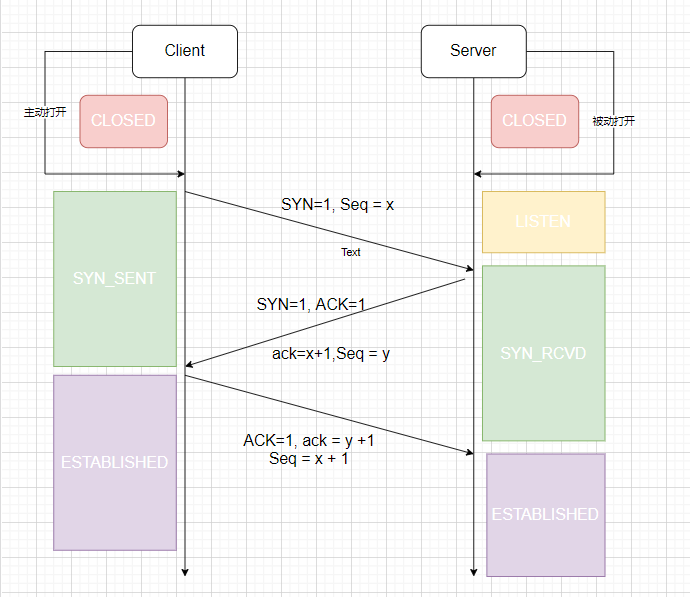 Client
Server
主动打开
CLOSED
CLOSED
被动打开
SYN=1, Seq = x
LISTEN
Text
SYN_SENT
SYN=1, ACK=1
ack=x+1,Seq = y
SYN_RCVD
ACK=1, ack = y +1
Seq = x + 1
ESTABLISHED
ESTABLISHED